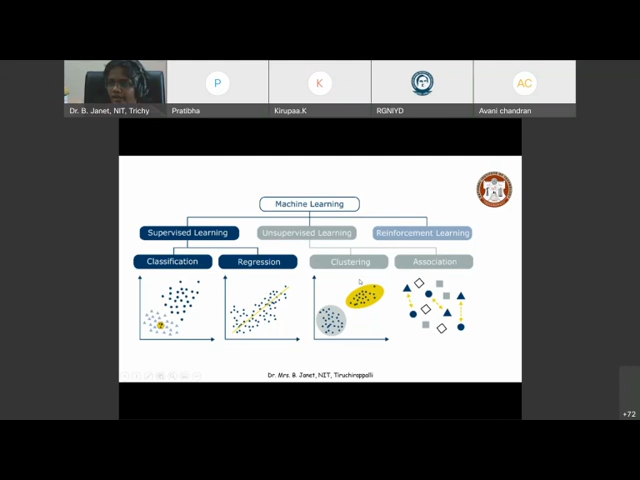 P
K
AC
Dr. B. Janet, NIT, Trichy
Pratibha
Kirupaa.K
RGNIYD
Avani chandran
Machine Learning
Supervised Learning
Unsupervised Learning
Reinforcement Learning
Classification
Regression
Clustering
Association
?
Dr. Mrs. B. Janet, NIT, Tiruchirappalli
+72